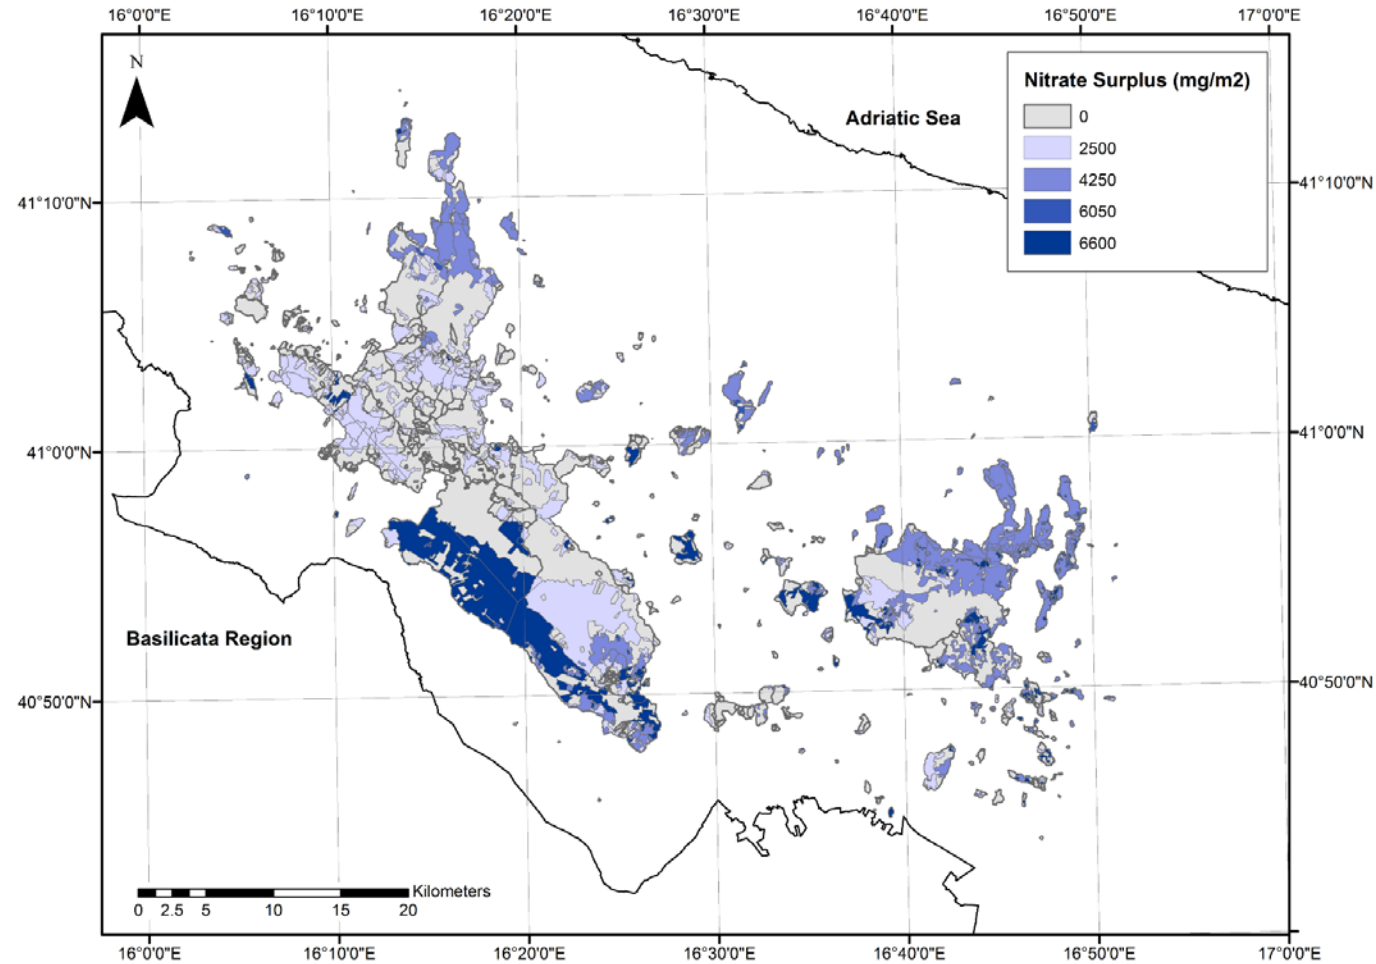 16°0'0"E 16°10'0"E 16°20'0"E 16°30'0"E 16°40'0"E 16°50'0"E 17°0'0"E
N
Nitrate Surplus (mg/m2)
0
2500
4250
6050
6600
Adriatic Sea
41°10'0"N 41°10'0"N
41°0'0"N 41°0'0"N
Basilicata Region
40°50'0"N 40°50'0"N
Kilometers
0 2.5 5 10 15 20
16°0'0"E 16°10'0"E 16°20'0"E 16°30'0"E 16°40'0"E 16°50'0"E 17°0'0"E